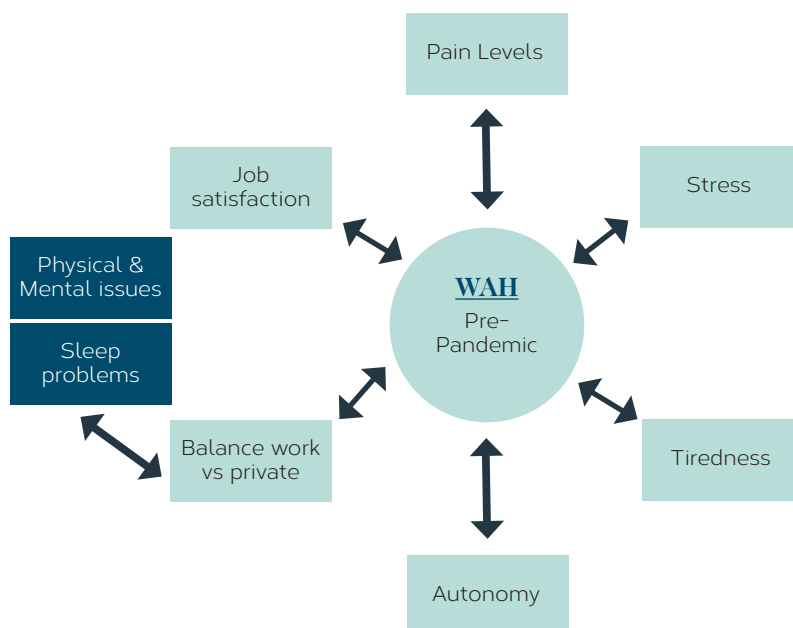 Pain Levels
Job
satisfaction
Stress
Physical &
Mental issues
WAH
Pre-
Pandemic
Sleep
problems
Balance work
vs private
Tiredness
Autonomy